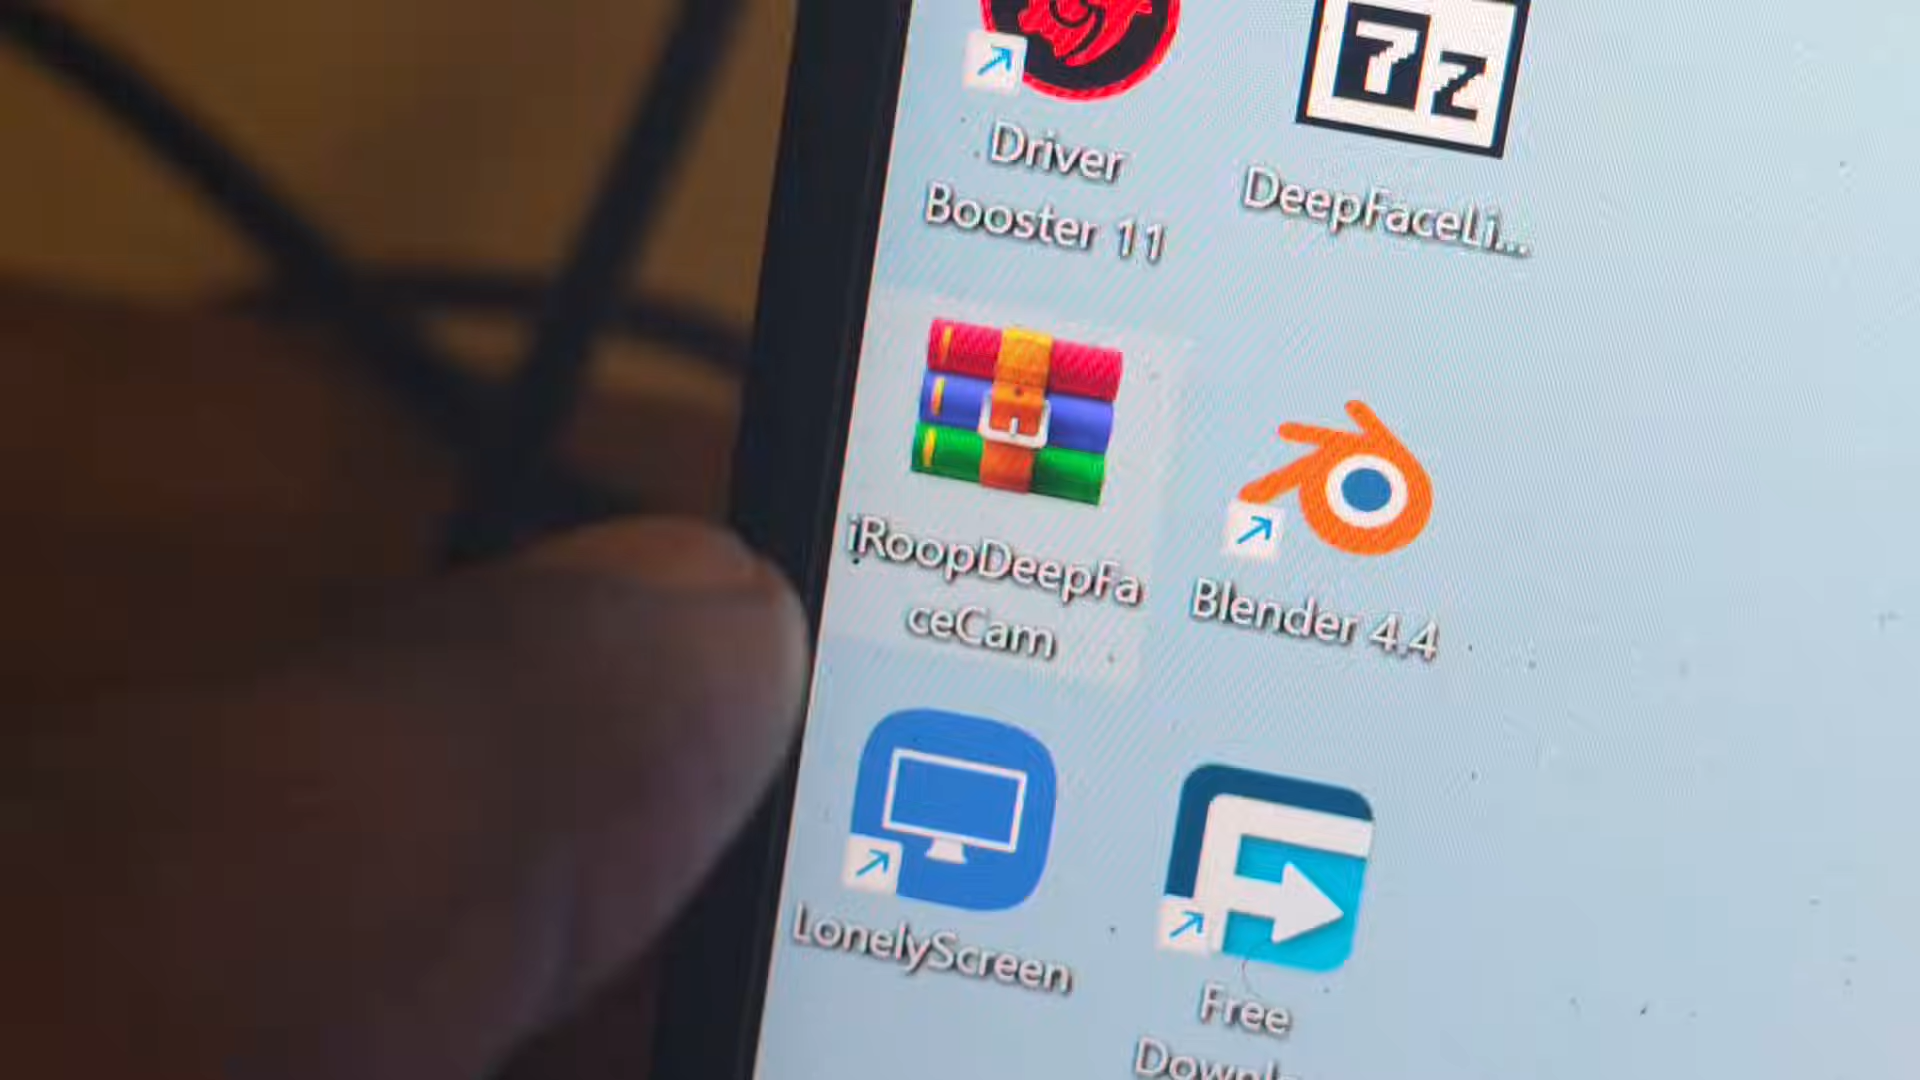 7z
Driver
Booster 11
DeepFaceLi...
iRoopDeepFa
ceCam
Blender 4.4
LonelyScreen
Free